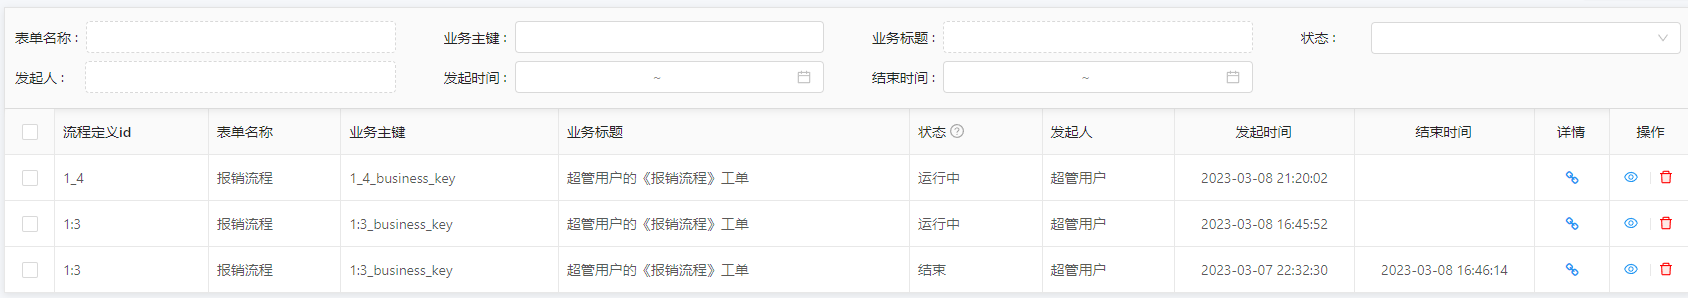 表单名称： 业务主键： 业务标题： 状态：
发起人： 发起时间： ~ 结束时间： ~
流程定义id 表单名称 业务主键 业务标题 状态 发起人 发起时间 结束时间 详情 操作
1_4 报销流程 1_4_business_key 超管用户的《报销流程》工单 运行中 超管用户 2023-03-08 21:20:02
1:3 报销流程 1:3_business_key 超管用户的《报销流程》工单 运行中 超管用户 2023-03-08 16:45:52
1:3 报销流程 1:3_business_key 超管用户的《报销流程》工单 结束 超管用户 2023-03-07 22:32:30 2023-03-08 16:46:14